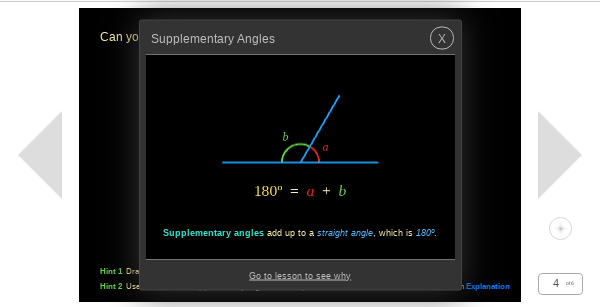 Can yo
Supplementary Angles
X
b
a
180º = a + b
Supplementary angles add up to a straight angle, which is 180º.
Hint 1 Dra
Hint 2 Use
Explanation
Go to lesson to see why
4 of 6